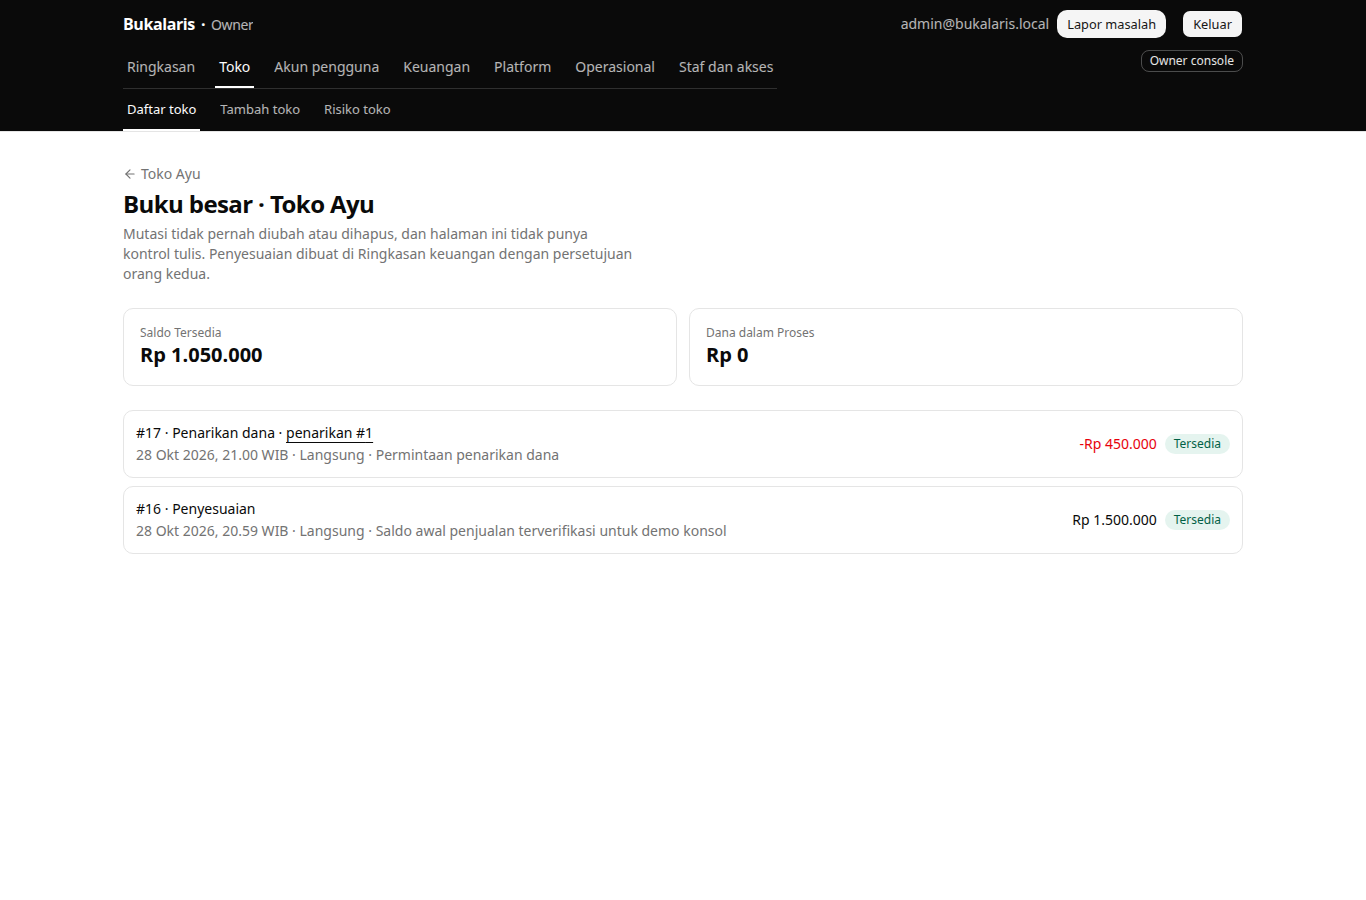 Bukalaris · Owner
admin@bukalaris.local
Lapor masalah
Keluar
Ringkasan
Toko
Akun pengguna
Keuangan
Platform
Operasional
Staf dan akses
Owner console
Daftar toko
Tambah toko
Risiko toko
← Toko Ayu
Buku besar · Toko Ayu
Mutasi tidak pernah diubah atau dihapus, dan halaman ini tidak punya
kontrol tulis. Penyesuaian dibuat di Ringkasan keuangan dengan persetujuan
orang kedua.
Saldo Tersedia
Rp 1.050.000
Dana dalam Proses
Rp 0
#17 · Penarikan dana · penarikan #1
28 Okt 2026, 21.00 WIB · Langsung · Permintaan penarikan dana
-Rp 450.000
Tersedia
#16 · Penyesuaian
28 Okt 2026, 20.59 WIB · Langsung · Saldo awal penjualan terverifikasi untuk demo konsol
Rp 1.500.000
Tersedia